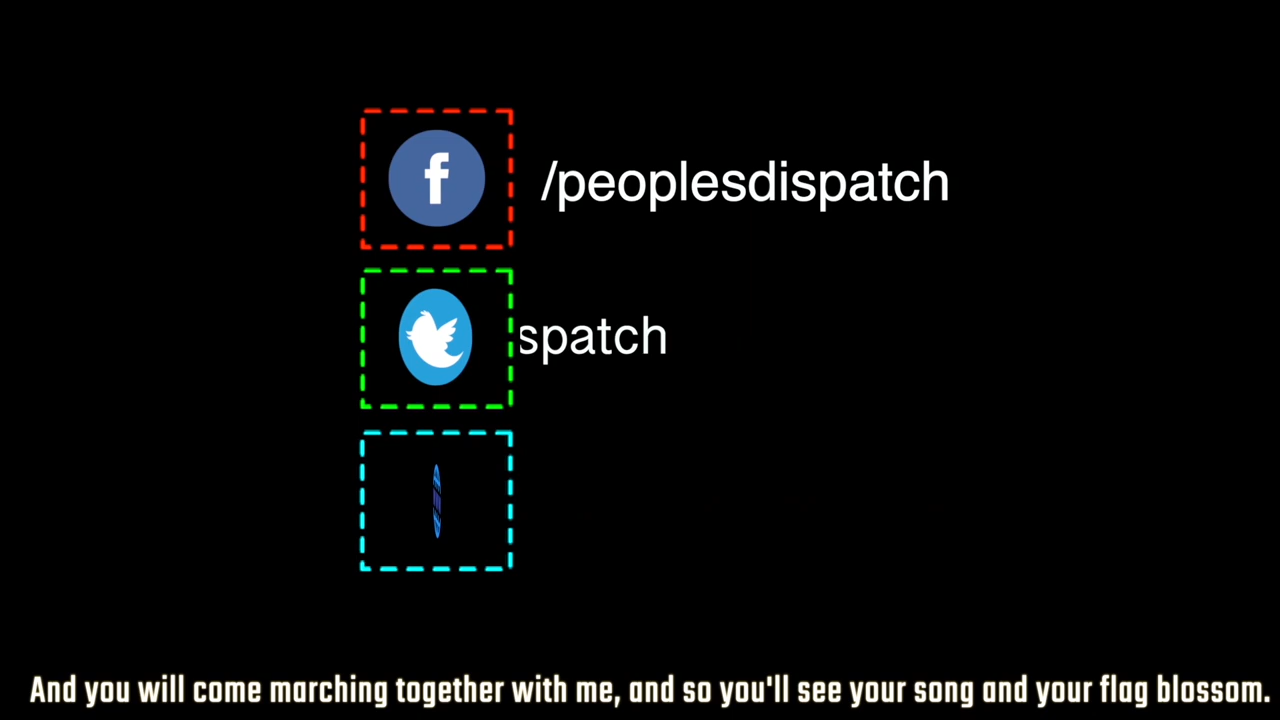 f /peoplesdispatch
spatch
And you will come marching together with me, and so you'll see your song and your flag blossom.